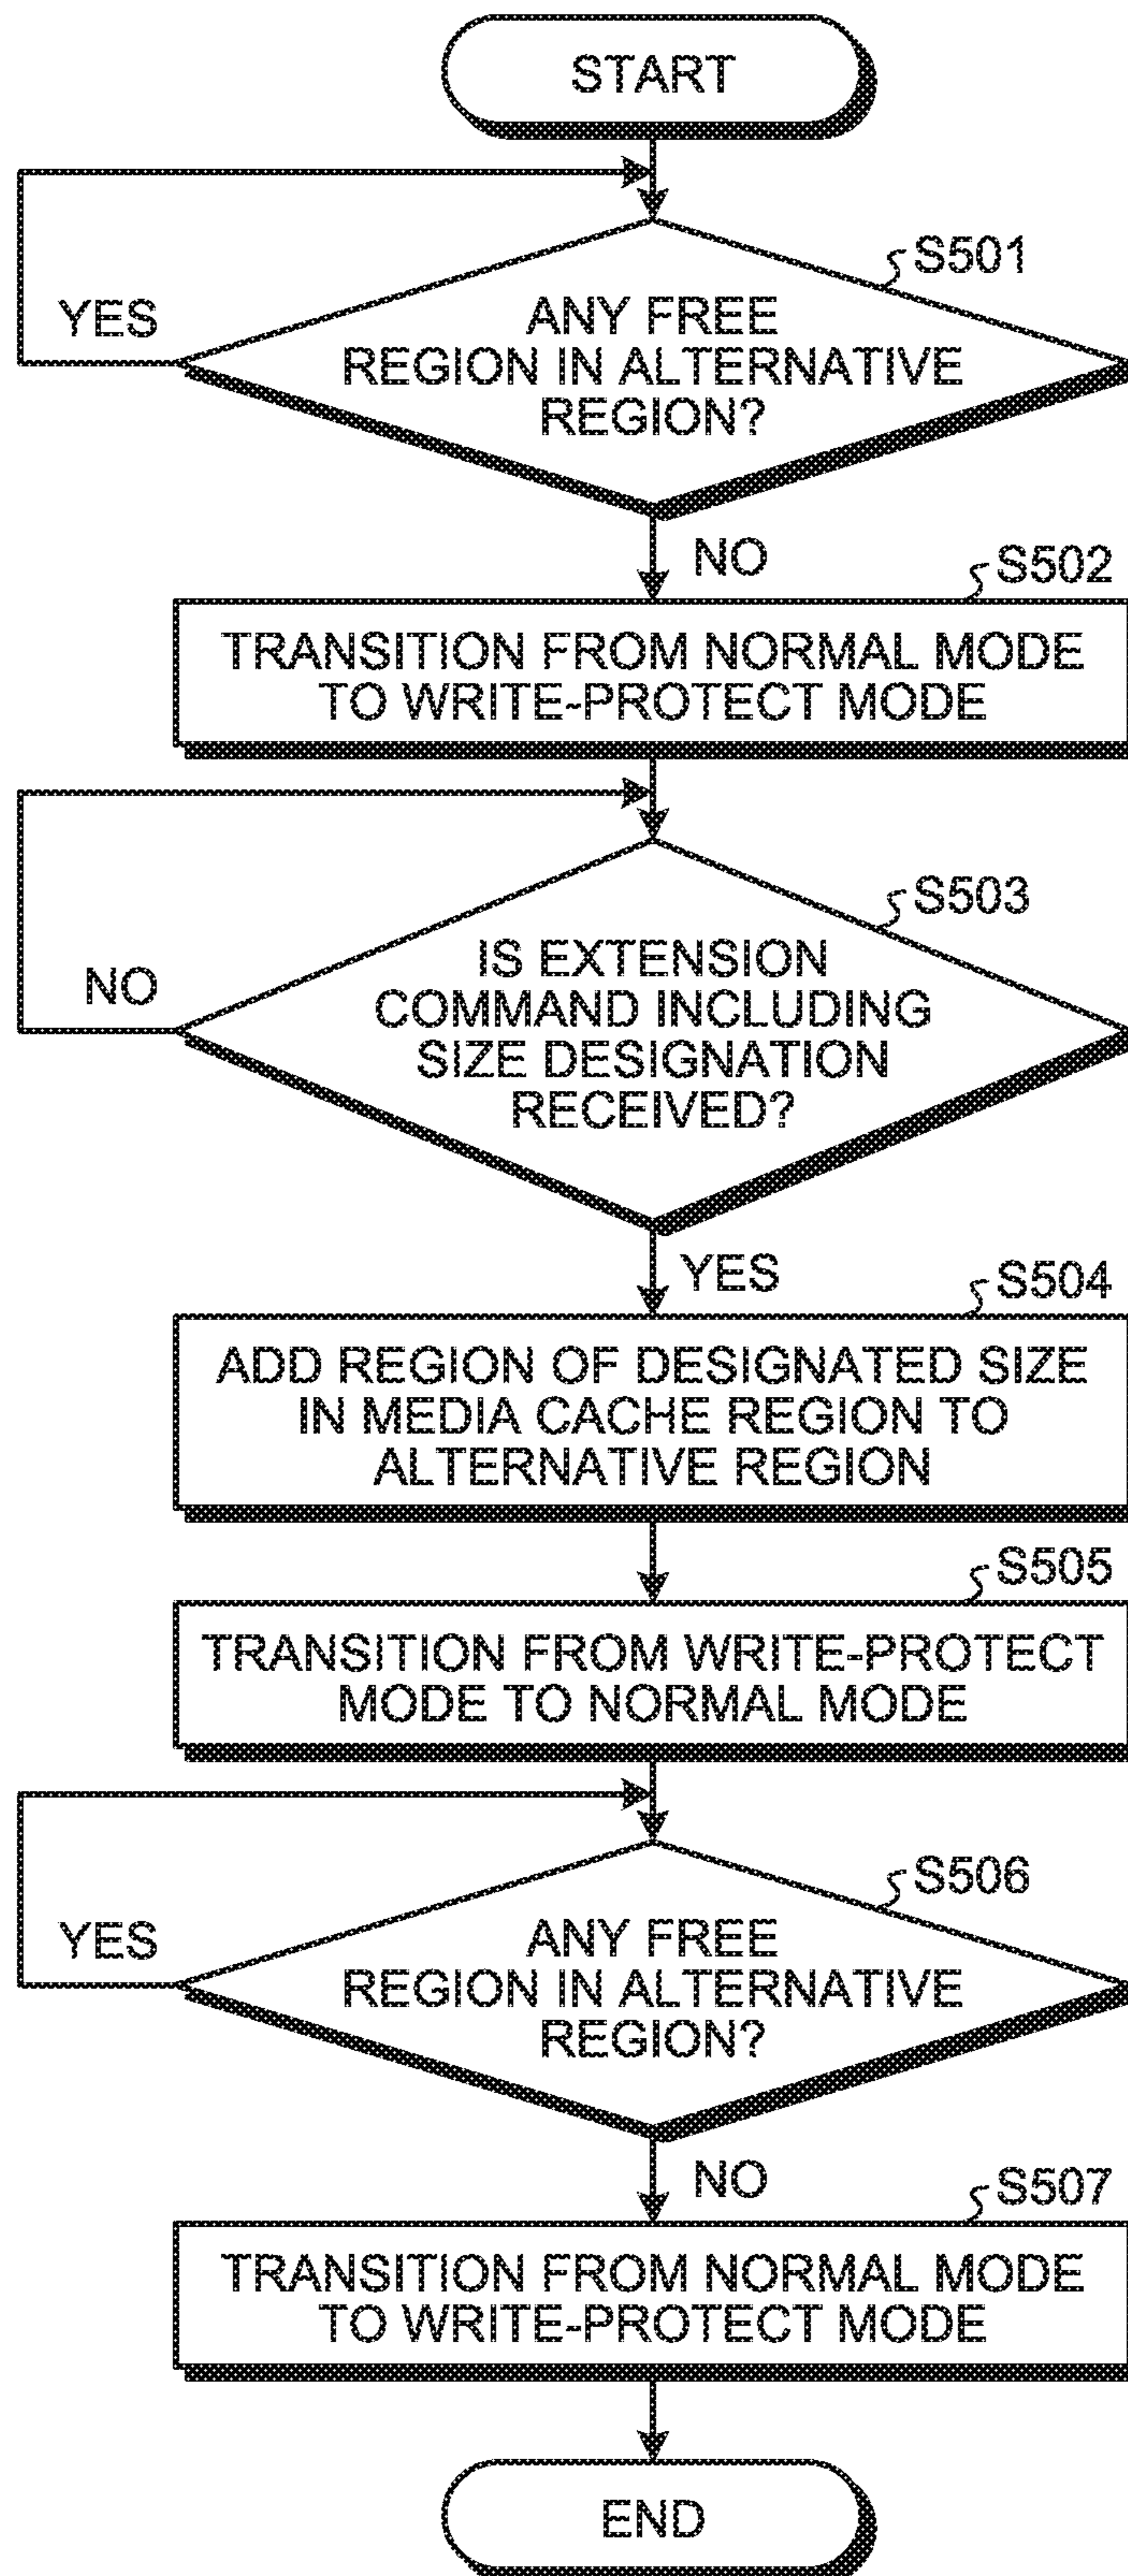 START
S501
YES
ANY FREE
REGION IN ALTERNATIVE
REGION?
NO
S502
TRANSITION FROM NORMAL MODE
TO WRITE-PROTECT MODE
S503
NO
IS EXTENSION
COMMAND INCLUDING
SIZE DESIGNATION
RECEIVED?
YES
S504
ADD REGION OF DESIGNATED SIZE
IN MEDIA CACHE REGION TO
ALTERNATIVE REGION
S505
TRANSITION FROM WRITE-PROTECT
MODE TO NORMAL MODE
S506
YES
ANY FREE
REGION IN ALTERNATIVE
REGION?
NO
S507
TRANSITION FROM NORMAL MODE
TO WRITE-PROTECT MODE
END